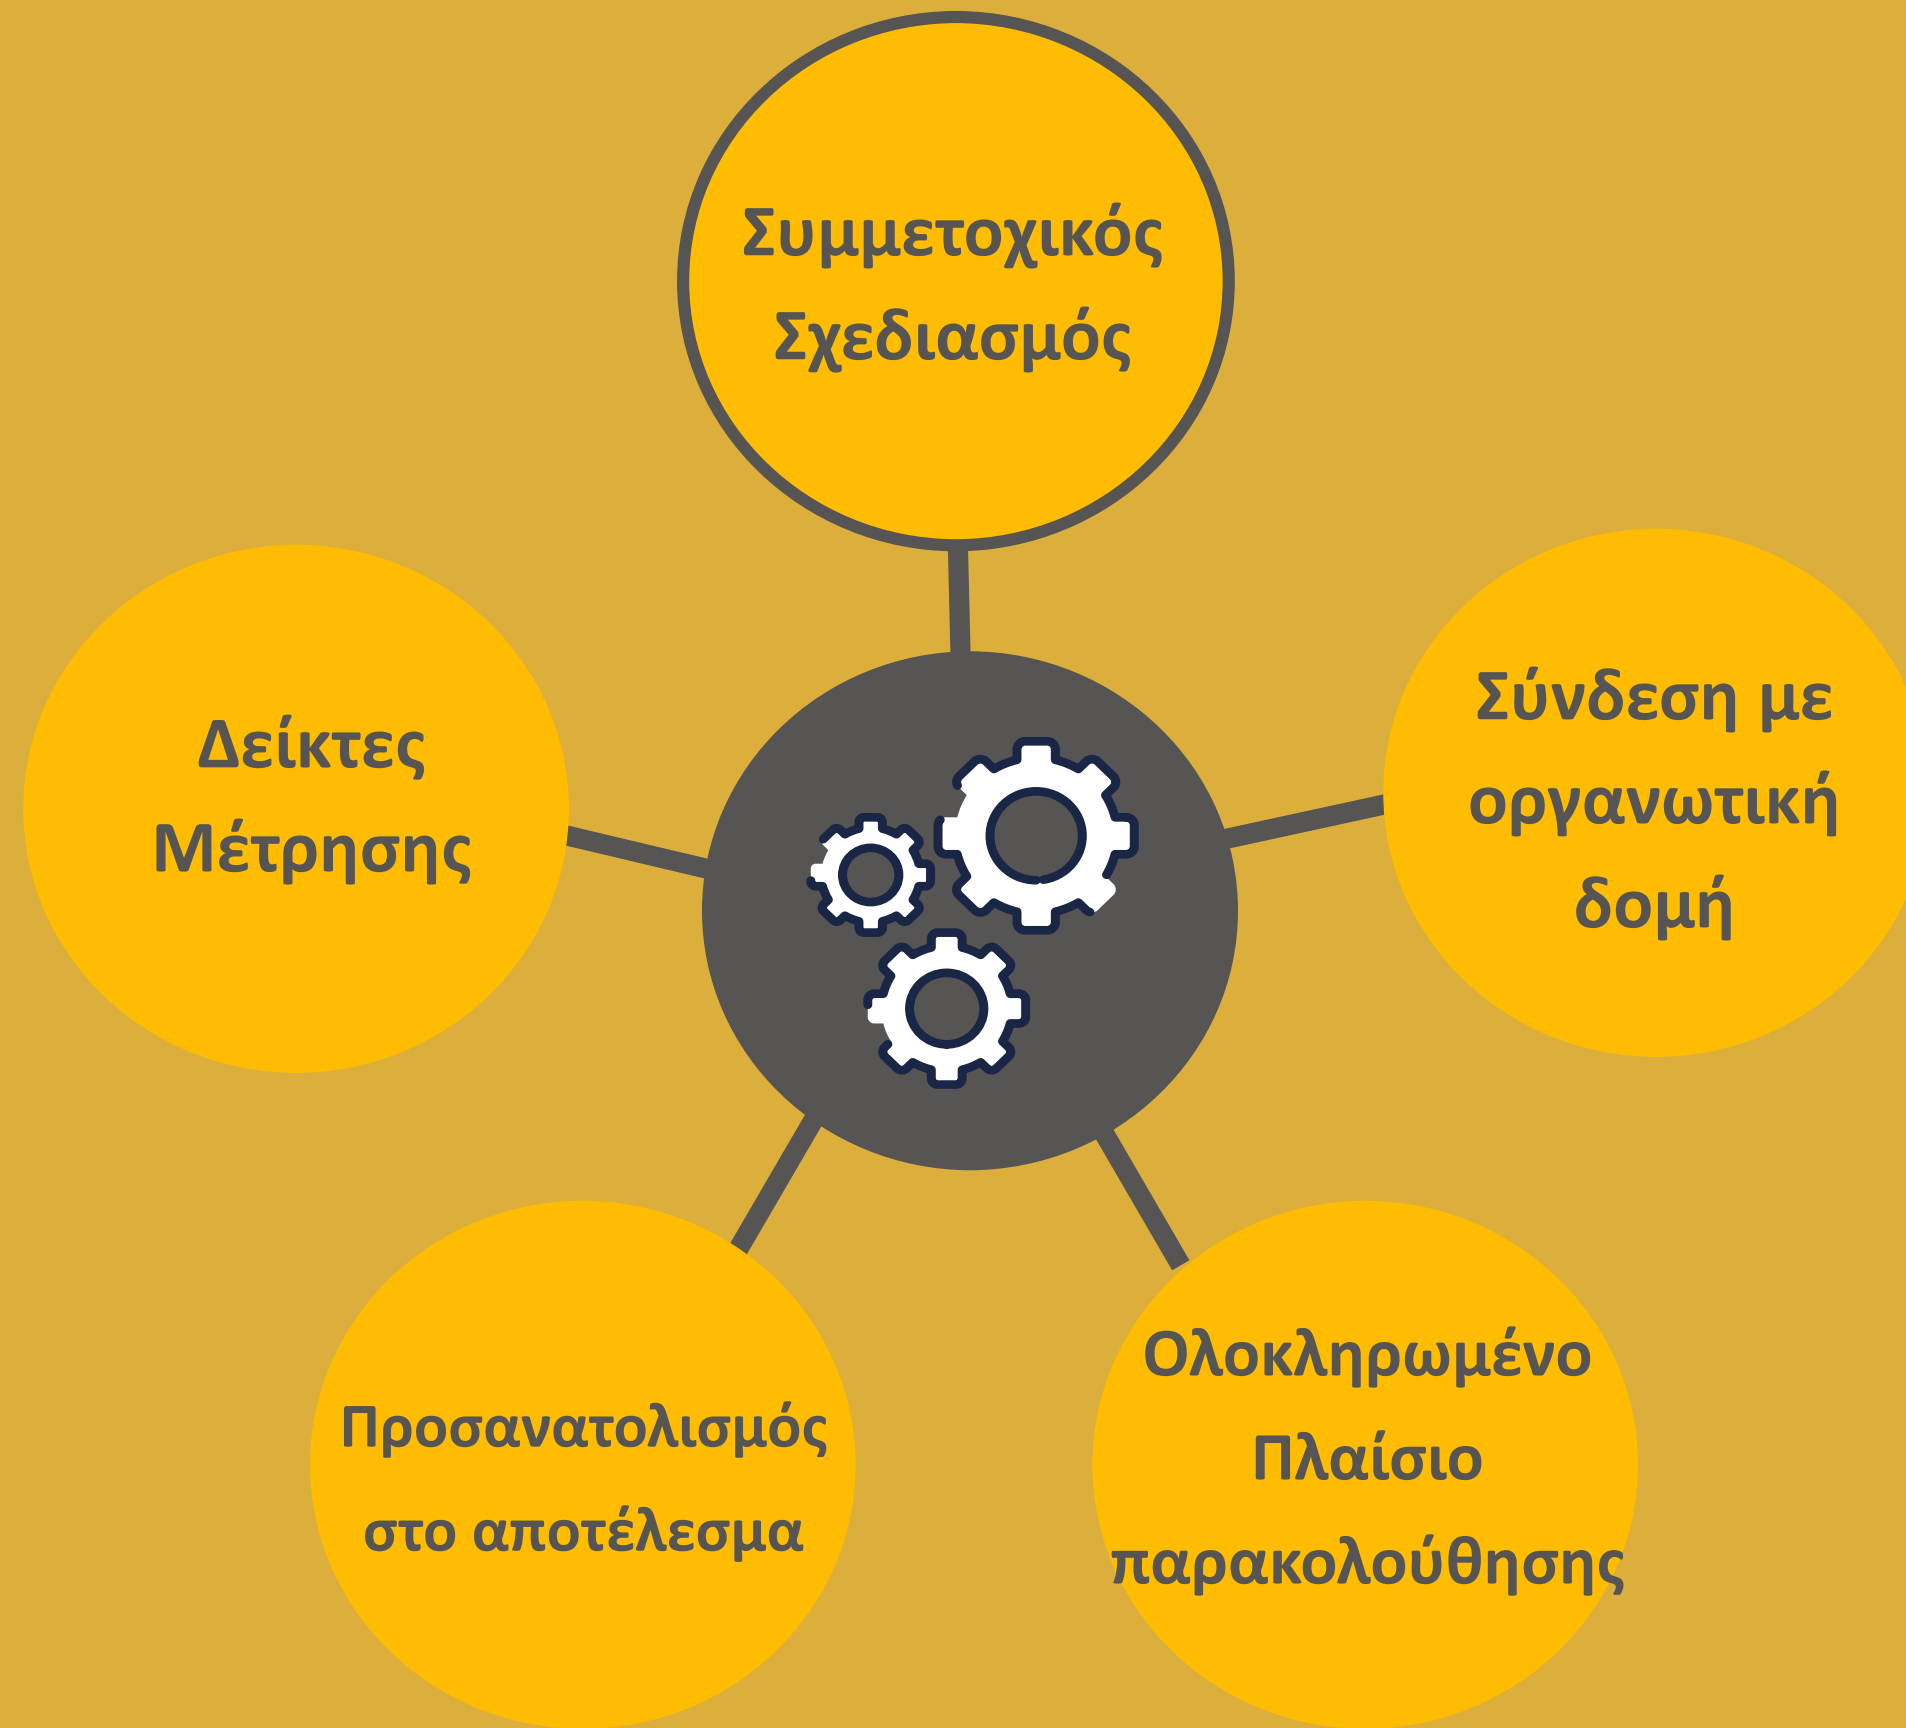 Συμμετοχικός
Σχεδιασμός
Σύνδεση με
οργανωτική
δομή
Δείκτες
Μέτρησης
Ολοκληρωμένο
Πλαίσιο
παρακολούθησης
Προσανατολισμός
στο αποτέλεσμα